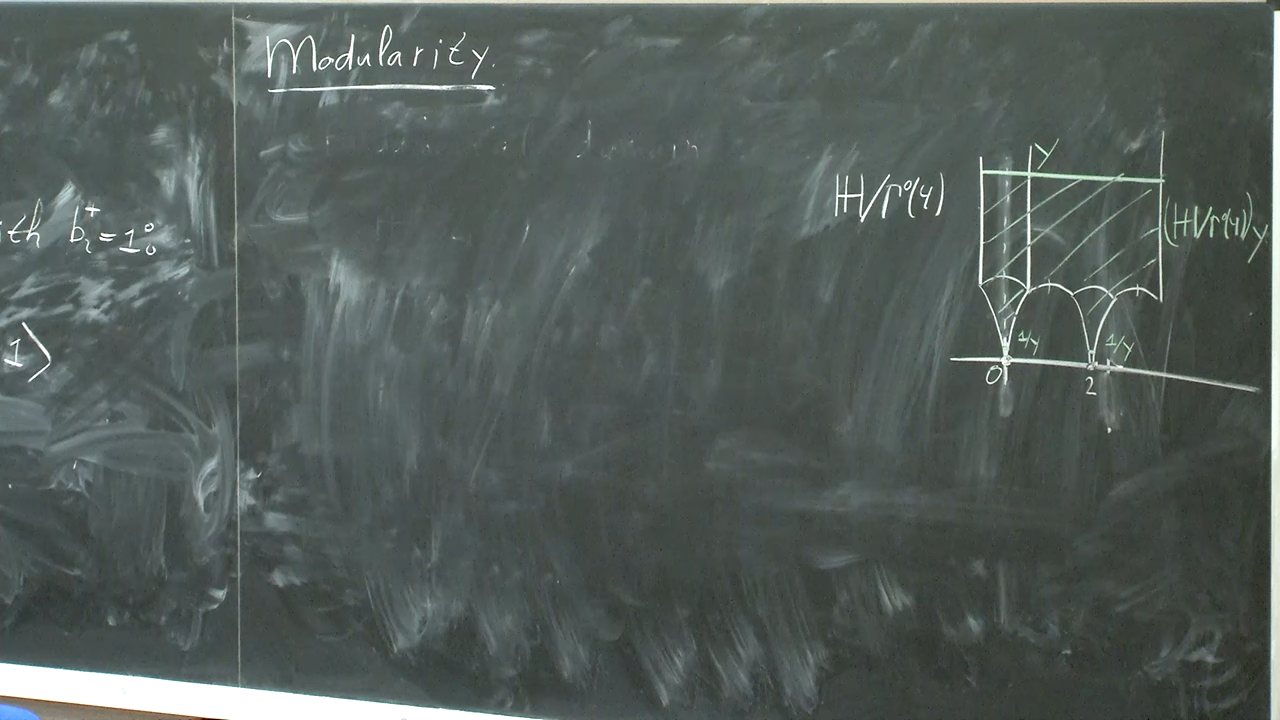 Modularity.
ith b₂⁺=1:
1⟩
ℍ/Γ⁰(4)
Y
(ℍ/Γ⁰(4))y
1/y 1/y
0 2